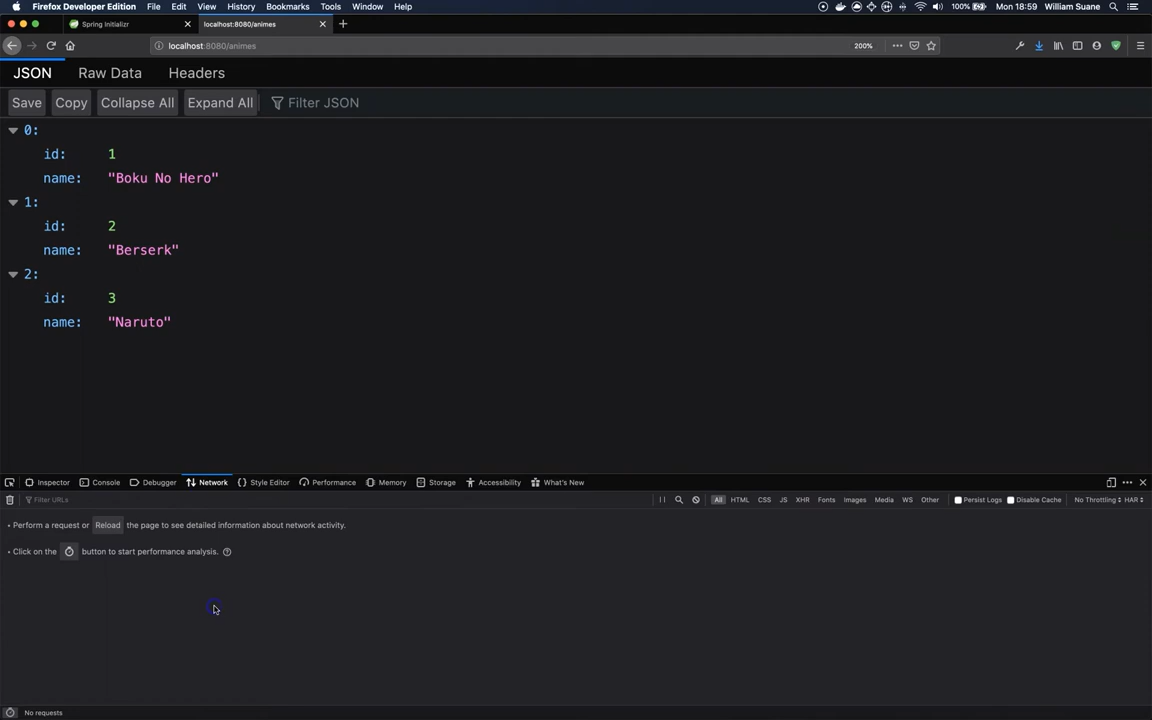 Firefox Developer Edition File Edit View History Bookmarks Tools Window Help 100% Mon 18:59 William Suane
Spring Initializr localhost:8080/animes
localhost:8080/animes 200%
JSON Raw Data Headers
Save Copy Collapse All Expand All Filter JSON
0:
id: 1
name: "Boku No Hero"
1:
id: 2
name: "Berserk"
2:
id: 3
name: "Naruto"
Inspector Console Debugger Network Style Editor Performance Memory Storage Accessibility What's New
Filter URLs All HTML CSS JS XHR Fonts Images Media WS Other Persist Logs Disable Cache No Throttling HAR
• Perform a request or Reload the page to see detailed information about network activity.
• Click on the button to start performance analysis. ?
No requests